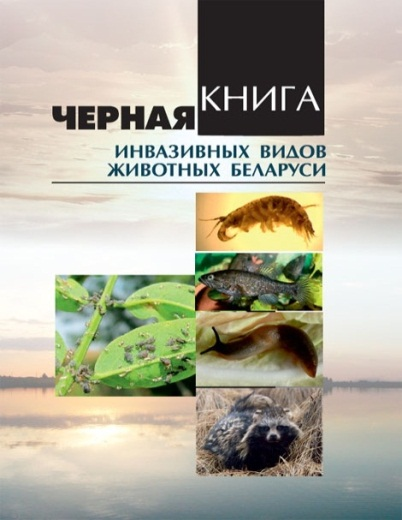 ЧЕРНАЯ КНИГА
ИНВАЗИВНЫХ ВИДОВ
ЖИВОТНЫХ БЕЛАРУСИ